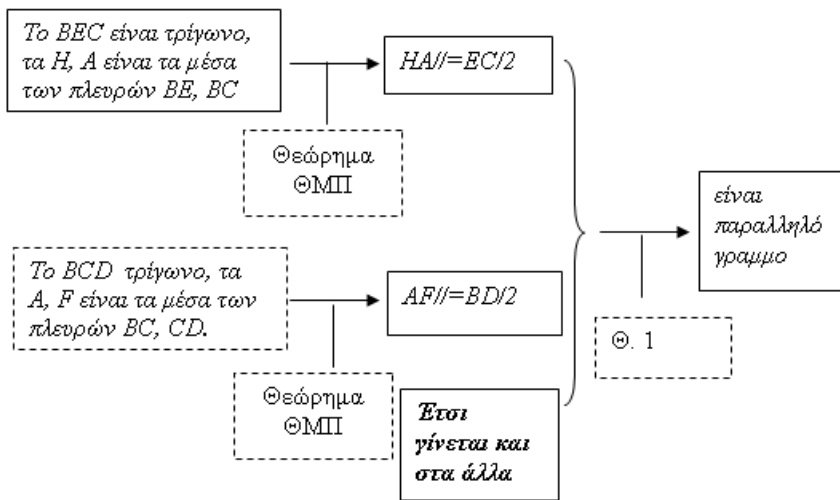 Το BEC είναι τρίγωνο,
τα H, A είναι τα μέσα
των πλευρών BE, BC
HA//=EC/2
Θεώρημα
ΘΜΠ
είναι
παραλληλό
γραμμο
Το BCD τρίγωνο, τα
A, F είναι τα μέσα των
πλευρών BC, CD.
AF//=BD/2
Θ. 1
Θεώρημα
ΘΜΠ
Έτσι
γίνεται και
στα άλλα